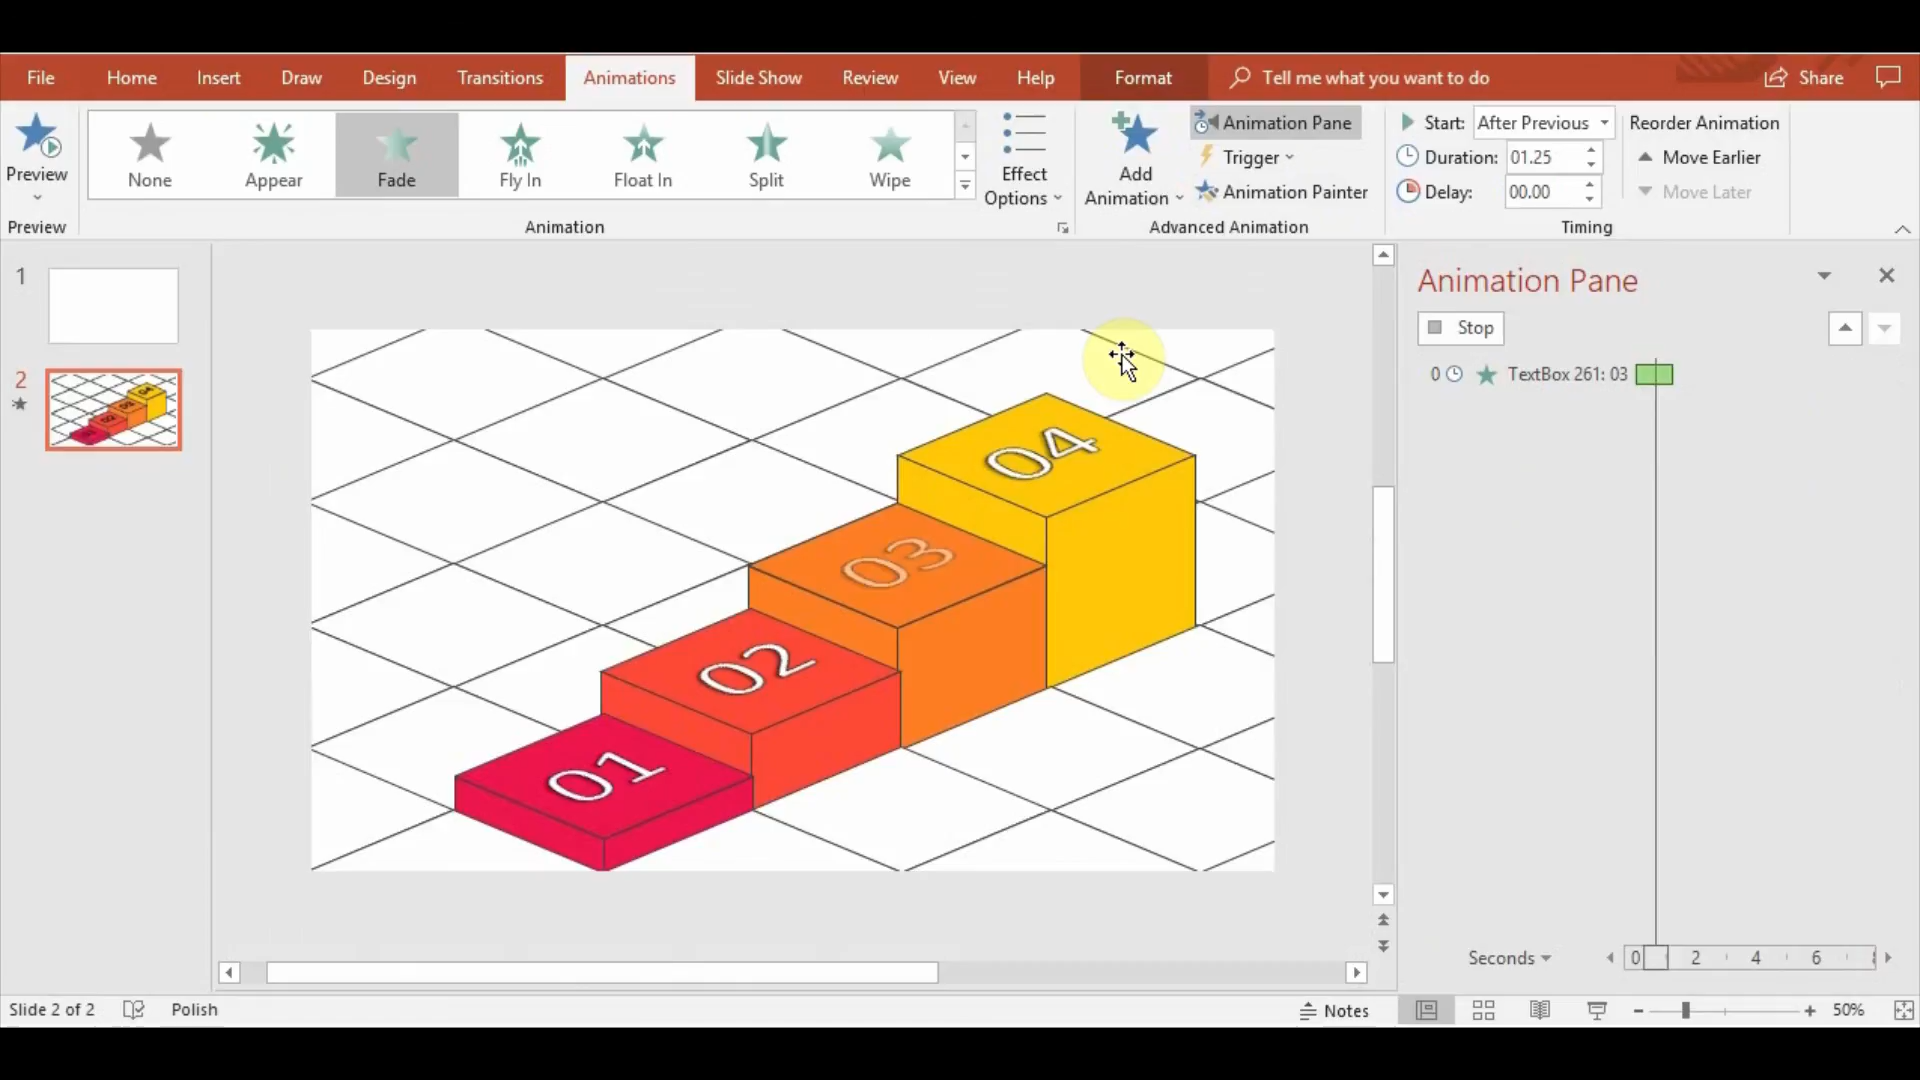 File Home Insert Draw Design Transitions Animations Slide Show Review View Help Format Tell me what you want to do Share
Preview
None Appear Fade Fly In Float In Split Wipe
Effect Options
Add Animation
Animation Pane
Trigger
Animation Painter
Start: After Previous
Duration: 01.25
Delay: 00.00
Reorder Animation
Move Earlier
Move Later
Preview Animation Advanced Animation Timing
1
2
04
03
02
01
04
03
02
01
Animation Pane
Stop
0 TextBox 261: 03
Seconds 0 2 4 6
Slide 2 of 2 Polish Notes 50%